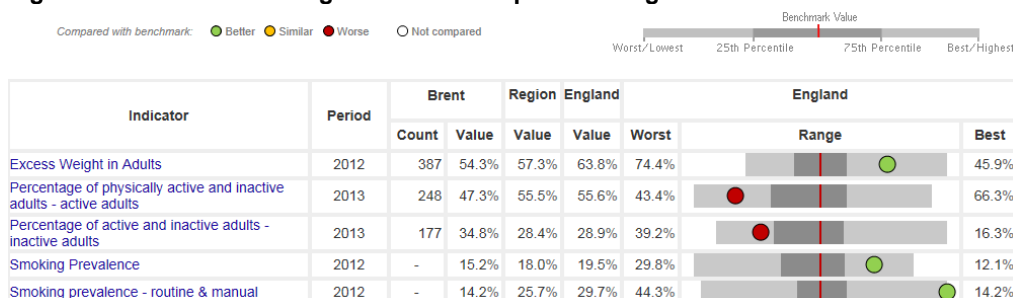 Compared with benchmark: Better Similar Worse Not compared
Benchmark Value
Worst/Lowest 25th Percentile 75th Percentile Best/Highest
Indicator Period Brent Region England England
Count Value Value Value Worst Range Best
Excess Weight in Adults 2012 387 54.3% 57.3% 63.8% 74.4% 45.9%
Percentage of physically active and inactive
adults - active adults 2013 248 47.3% 55.5% 55.6% 43.4% 66.3%
Percentage of active and inactive adults -
inactive adults 2013 177 34.8% 28.4% 28.9% 39.2% 16.3%
Smoking Prevalence 2012 - 15.2% 18.0% 19.5% 29.8% 12.1%
Smoking prevalence - routine & manual 2012 - 14.2% 25.7% 29.7% 44.3% 14.2%